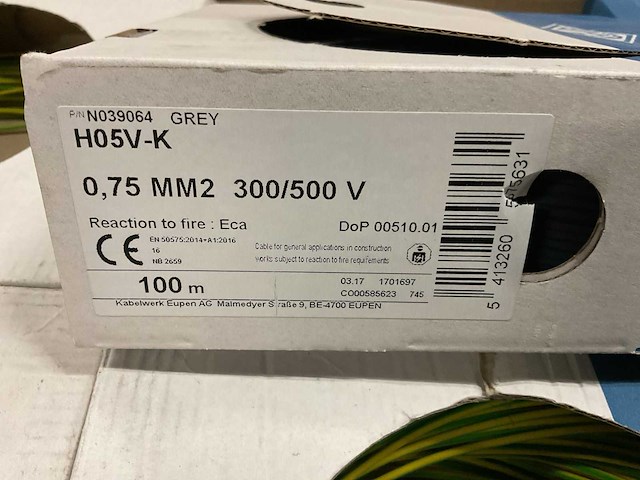 P/N N039064 GREY
H05V-K
0,75 MM2 300/500 V
Reaction to fire : Eca
DoP 00510.01
CE
EN 50575:2014+A1:2016
16
NB 2659
Cable for general applications in construction
works subject to reaction to fire requirements
100 m
03.17 1701697
CO00585623 745
Kabelwerk Eupen AG Malmedyer Straße 9, BE-4700 EUPEN
5 413260 575631